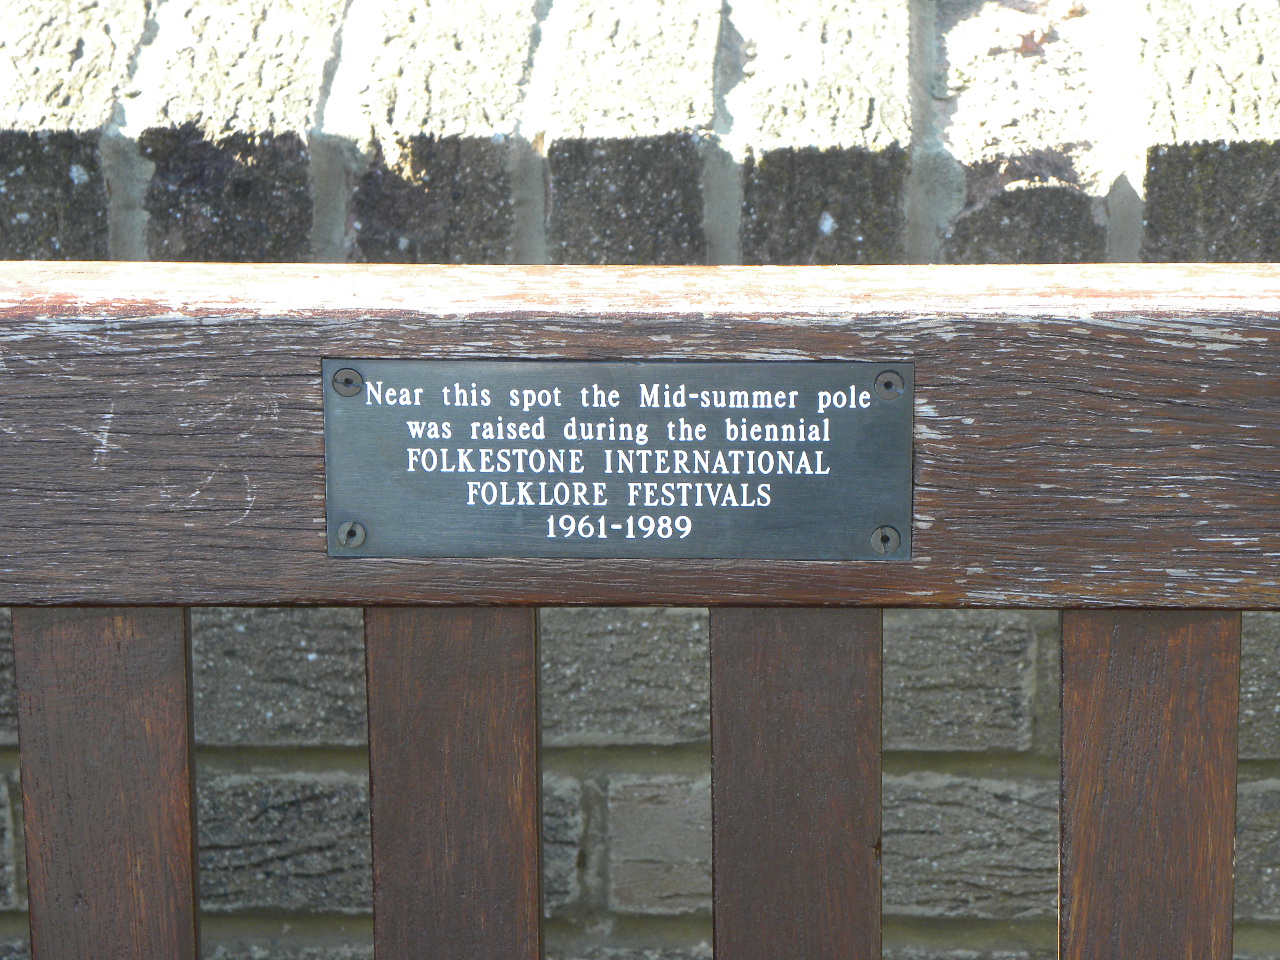 Near this spot the Mid-summer pole
was raised during the biennial
FOLKESTONE INTERNATIONAL
FOLKLORE FESTIVALS
1961-1989